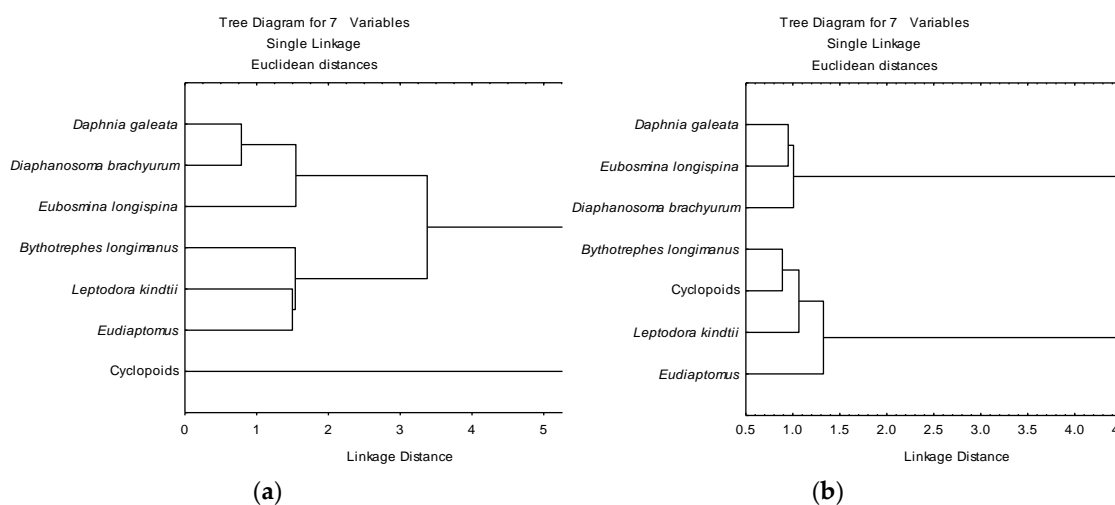 Tree Diagram for 7 Variables
Single Linkage
Euclidean distances
Daphnia galeata
Diaphanosoma brachyurum
Eubosmina longispina
Bythotrephes longimanus
Leptodora kindtii
Eudiaptomus
Cyclopoids
0 1 2 3 4 5
Linkage Distance
(a)
Tree Diagram for 7 Variables
Single Linkage
Euclidean distances
Daphnia galeata
Eubosmina longispina
Diaphanosoma brachyurum
Bythotrephes longimanus
Cyclopoids
Leptodora kindtii
Eudiaptomus
0.5 1.0 1.5 2.0 2.5 3.0 3.5 4.0
Linkage Distance
(b)